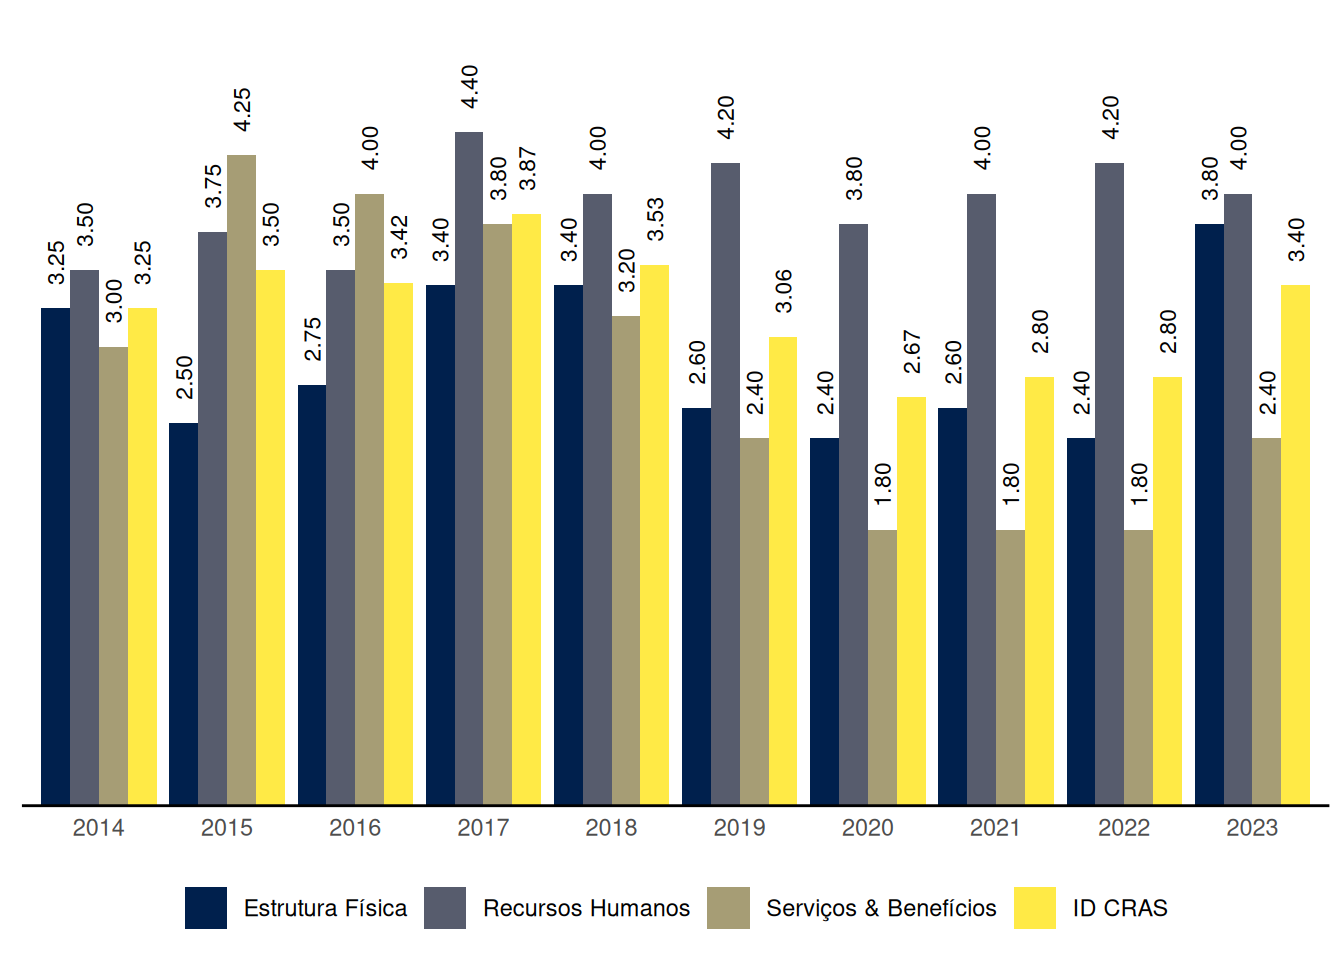 3.25 3.50 3.00 3.25
2.50 3.75 4.25 3.50
2.75 3.50 4.00 3.42
3.40 4.40 3.80 3.87
3.40 4.00 3.20 3.53
2.60 4.20 2.40 3.06
2.40 3.80 1.80 2.67
2.60 4.00 1.80 2.80
2.40 4.20 1.80 2.80
3.80 4.00 2.40 3.40
2014 2015 2016 2017 2018 2019 2020 2021 2022 2023
Estrutura Física Recursos Humanos Serviços & Benefícios ID CRAS